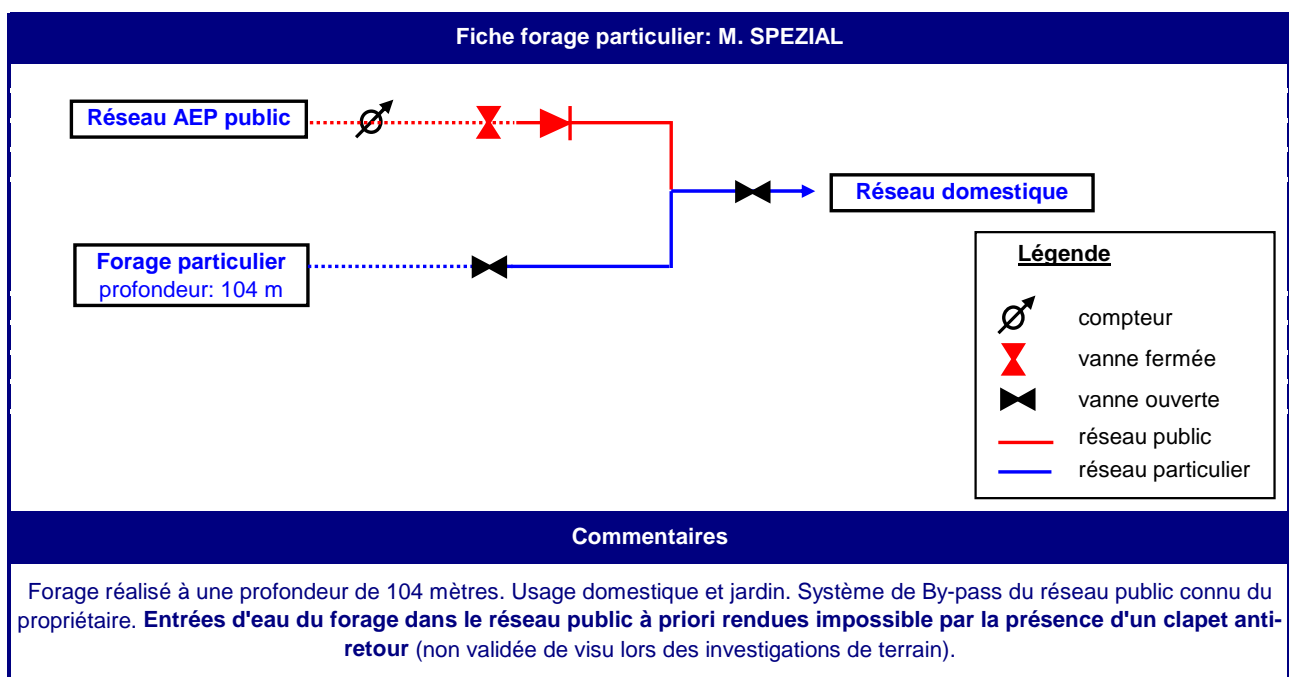 Fiche forage particulier: M. SPEZIAL
Réseau AEP public
Réseau domestique
Forage particulier
profondeur: 104 m
Légende
compteur
vanne fermée
vanne ouverte
réseau public
réseau particulier
Commentaires
Forage réalisé à une profondeur de 104 mètres. Usage domestique et jardin. Système de By-pass du réseau public connu du
propriétaire. Entrées d'eau du forage dans le réseau public à priori rendues impossible par la présence d'un clapet anti-
retour (non validée de visu lors des investigations de terrain).